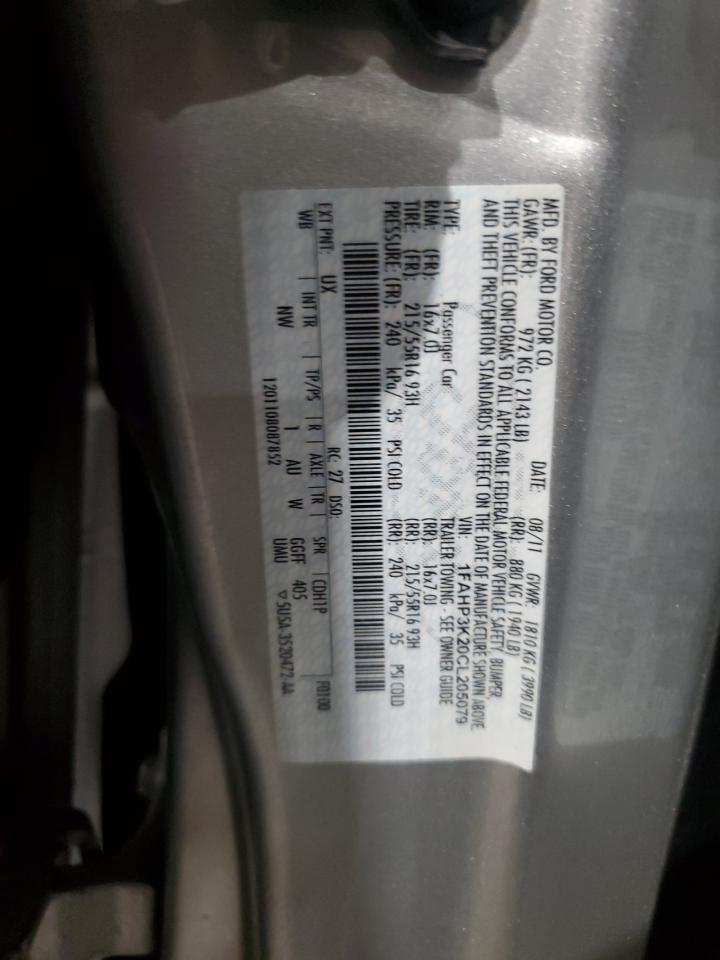 MFD. BY FORD MOTOR CO. DATE: 08/11 GVWR: 1810 KG ( 3990 LB)
GAWR: (FR): 972 KG ( 2143 LB) (RR): 880 KG ( 1940 LB)
THIS VEHICLE CONFORMS TO ALL APPLICABLE FEDERAL MOTOR VEHICLE SAFETY, BUMPER,
AND THEFT PREVENTION STANDARDS IN EFFECT ON THE DATE OF MANUFACTURE SHOWN ABOVE
VIN: 1FAHP3K20CL205079
TYPE: Passenger Car TRAILER TOWING - SEE OWNER GUIDE
RIM: (FR): 16x7.0J (RR): 16x7.0J
TIRE: (FR): 215/55R16 93H (RR): 215/55R16 93H
PRESSURE: (FR): 240 kPa/ 35 PSI COLD (RR): 240 kPa/ 35 PSI COLD
EXT PNT: UX RC: 27 DSO: F0100
WB | INT TR | TP/PS | R | AXLE | TR | SPR | CDH1P
NW 1 AU W GGFF 405
UMU
1201108087852 ▽ SUSA-3520472-AA